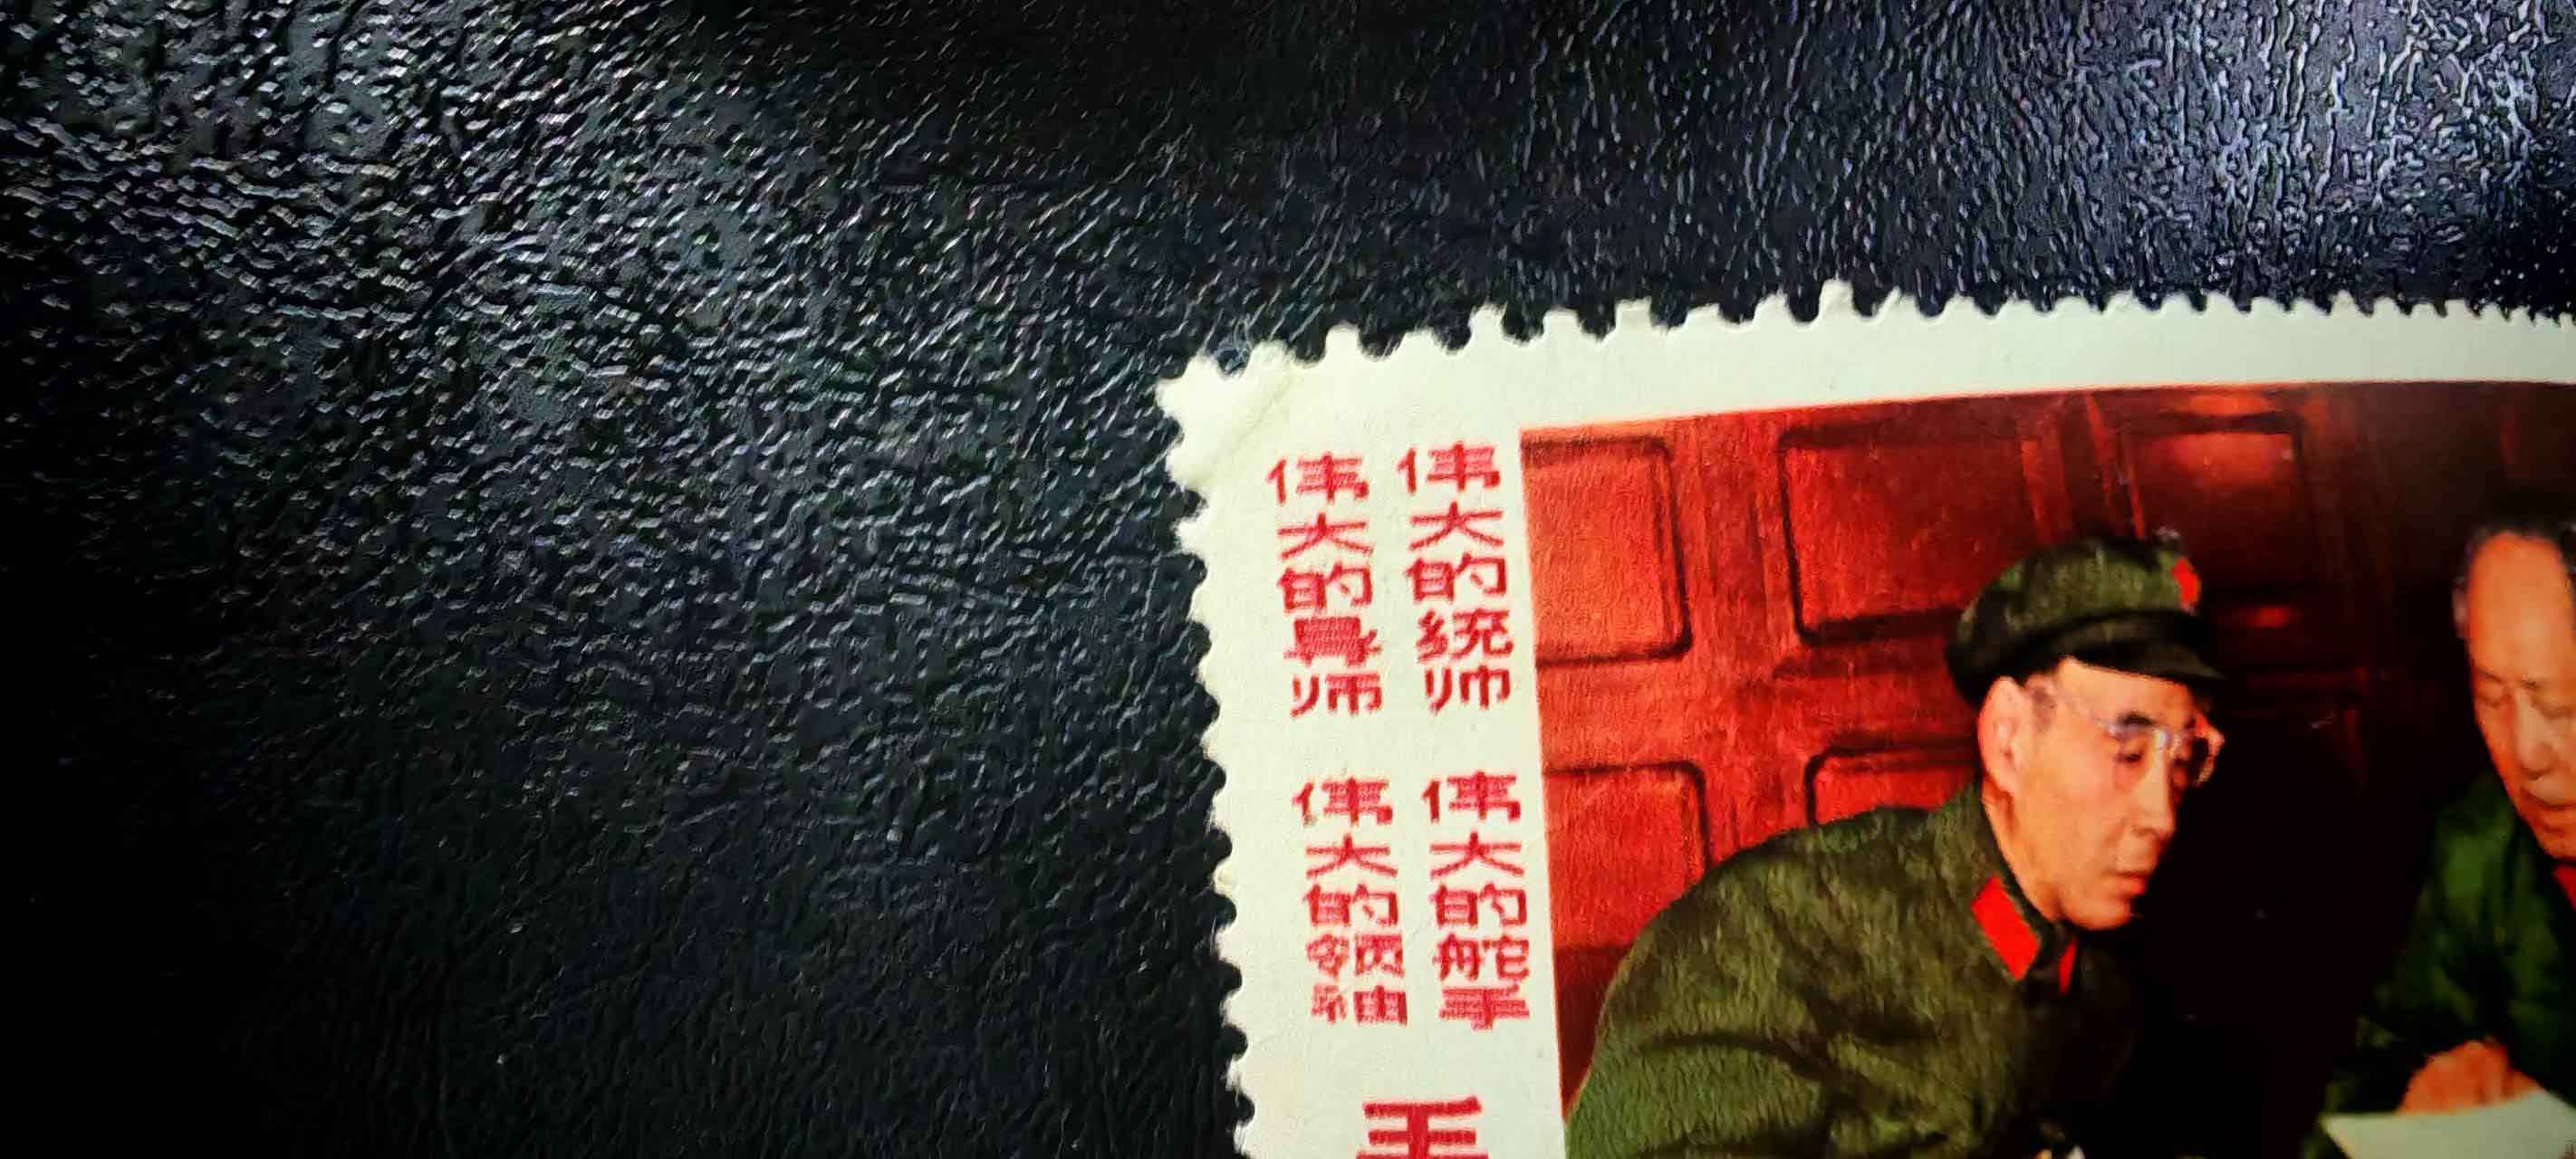 伟大的导师　伟大的领袖
伟大的统帅　伟大的舵手
毛